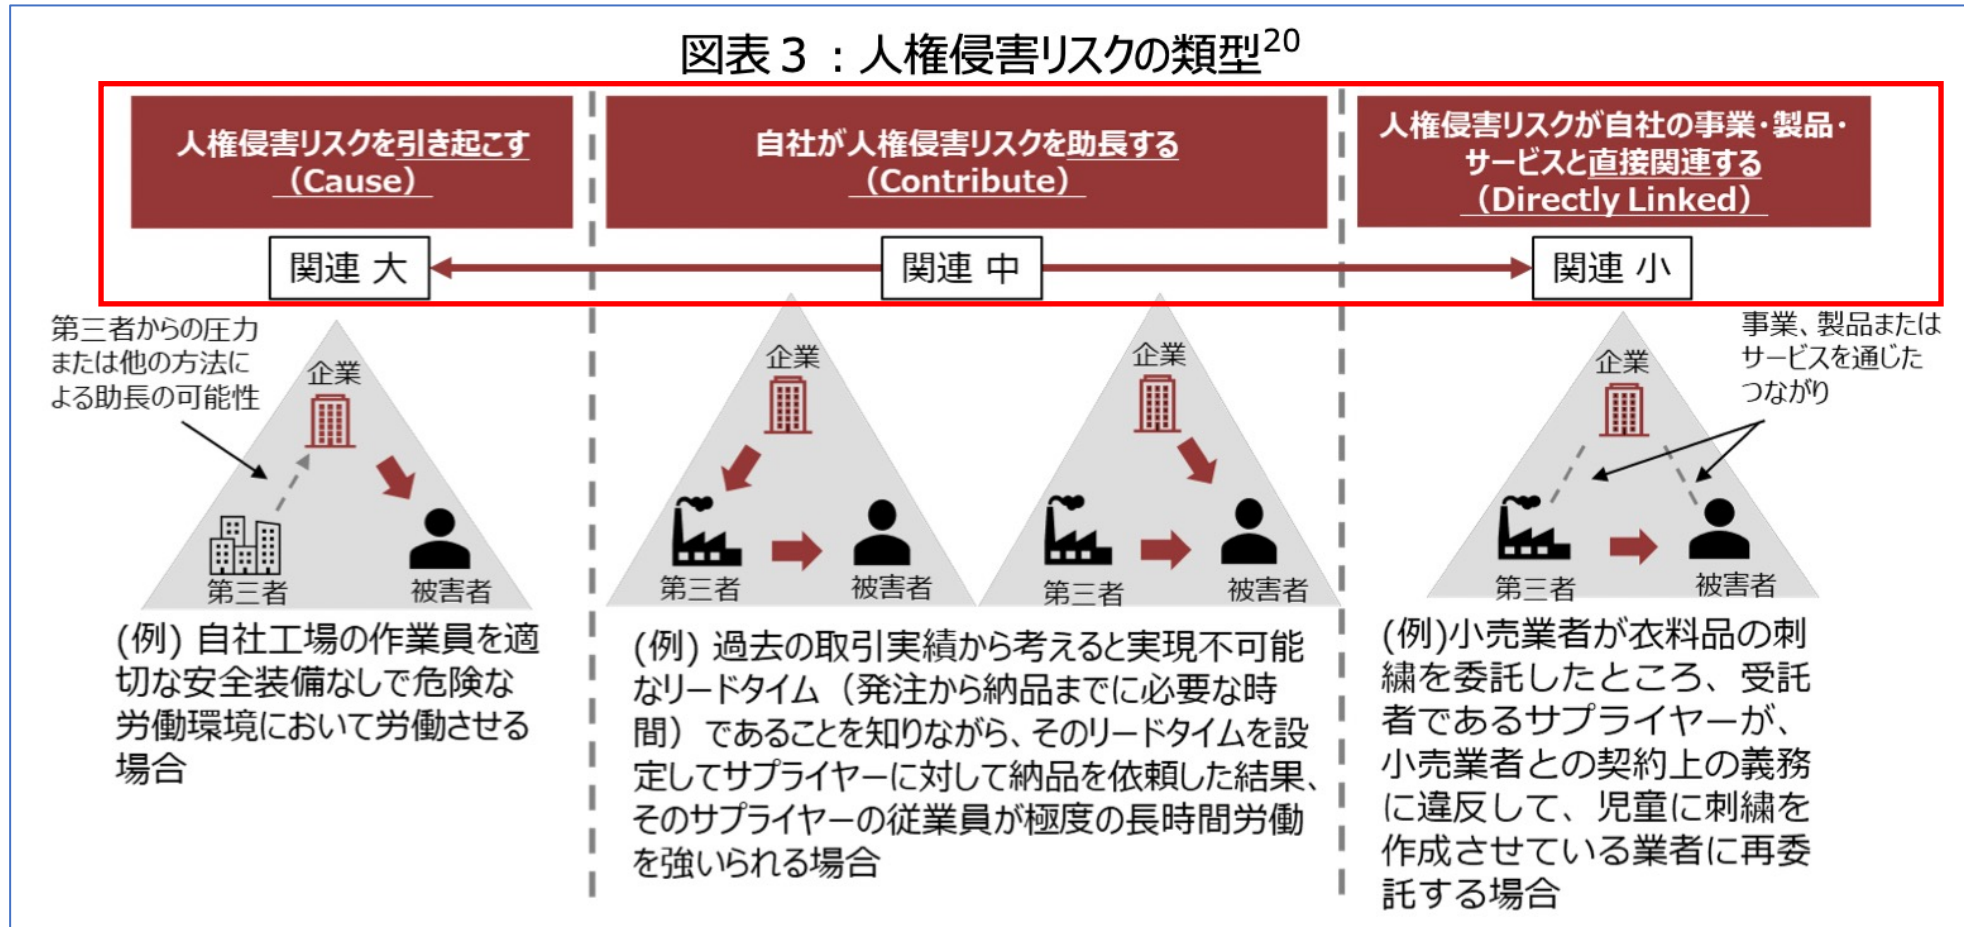 図表3：人権侵害リスクの類型20
人権侵害リスクを引き起こす
（Cause）
自社が人権侵害リスクを助長する
（Contribute）
人権侵害リスクが自社の事業・製品・
サービスと直接関連する
（Directly Linked）
関連 大
関連 中
関連 小
第三者からの圧力
または他の方法に
よる助長の可能性
企業
第三者
被害者
企業
第三者
被害者
企業
第三者
被害者
事業、製品または
サービスを通じた
つながり
企業
第三者
被害者
(例) 自社工場の作業員を適
切な安全装備なしで危険な
労働環境において労働させる
場合
(例) 過去の取引実績から考えると実現不可能
なリードタイム（発注から納品までに必要な時
間）であることを知りながら、そのリードタイムを設
定してサプライヤーに対して納品を依頼した結果、
そのサプライヤーの従業員が極度の長時間労働
を強いられる場合
(例)小売業者が衣料品の刺
繍を委託したところ、受託
者であるサプライヤーが、
小売業者との契約上の義務
に違反して、児童に刺繍を
作成させている業者に再委
託する場合